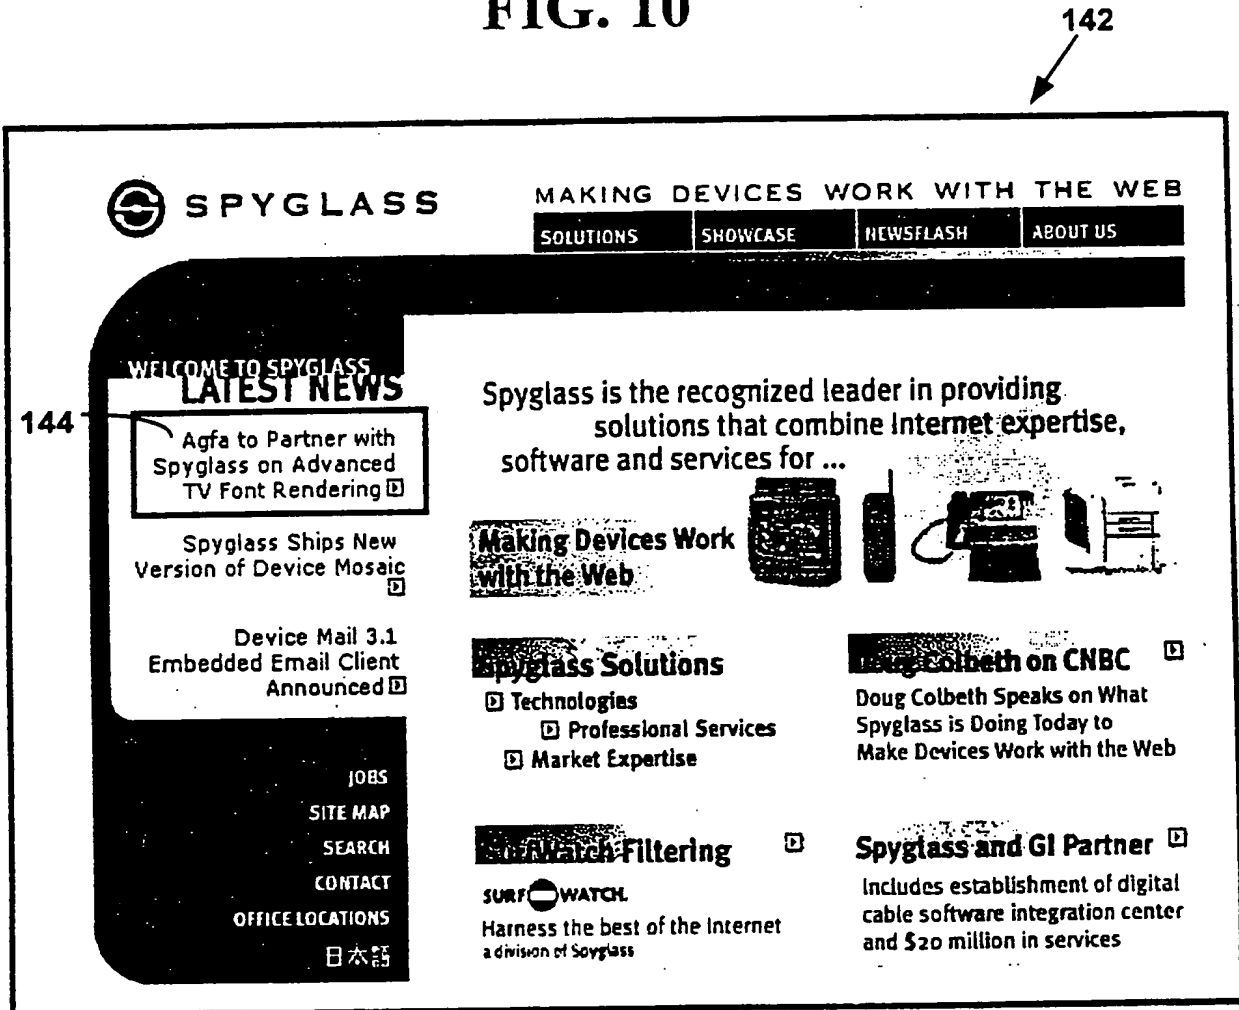 FIG. 10
142
SPYGLASS
MAKING DEVICES WORK WITH THE WEB
SOLUTIONS
SHOWCASE
NEWSFLASH
ABOUT US
WELCOME TO SPYGLASS
LATEST NEWS
144
Agfa to Partner with
Spyglass on Advanced
TV Font Rendering
Spyglass Ships New
Version of Device Mosaic
Device Mail 3.1
Embedded Email Client
Announced
JOBS
SITE MAP
SEARCH
CONTACT
OFFICE LOCATIONS
日本語
Spyglass is the recognized leader in providing
solutions that combine Internet expertise,
software and services for ...
Making Devices Work
with the Web
Spyglass Solutions
Technologies
Professional Services
Market Expertise
Doug Colbeth on CNBC
Doug Colbeth Speaks on What
Spyglass is Doing Today to
Make Devices Work with the Web
SurfWatch Filtering
SURF WATCH.
Harness the best of the Internet
a division of Spyglass
Spyglass and GI Partner
Includes establishment of digital
cable software integration center
and $20 million in services